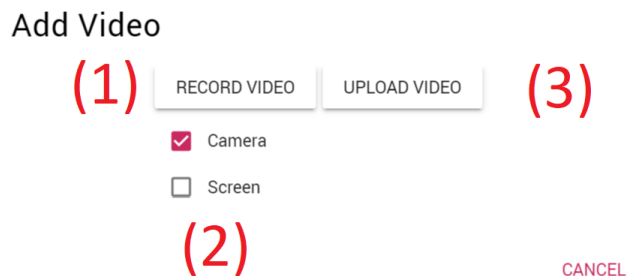 Add Video
(1) RECORD VIDEO UPLOAD VIDEO (3)
Camera
Screen
(2)
CANCEL